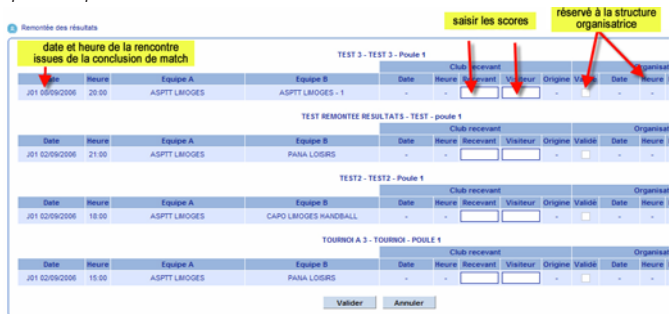 Remontée des résultats
saisir les scores
réservé à la structure
organisatrice
date et heure de la rencontre
issues de la conclusion de match
TEST 3 - TEST 3 - Poule 1
Club recevant Organisat
Date Heure Equipe A Equipe B Date Heure Recevant Visiteur Origine Validé Date Heure
J01 08/09/2006 20:00 ASPTT LIMOGES ASPTT LIMOGES - 1 - - - - -
TEST REMONTEE RESULTATS - TEST - poule 1
Club recevant Organisat
Date Heure Equipe A Equipe B Date Heure Recevant Visiteur Origine Validé Date Heure
J01 02/09/2006 21:00 ASPTT LIMOGES PANA LOISIRS - - - - -
TEST2 - TEST2 - Poule 1
Club recevant Organisat
Date Heure Equipe A Equipe B Date Heure Recevant Visiteur Origine Validé Date Heure
J01 02/09/2006 18:00 ASPTT LIMOGES CAPO LIMOGES HANDBALL - - - - -
TOURNOI A 3 - TOURNOI - POULE 1
Club recevant Organisat
Date Heure Equipe A Equipe B Date Heure Recevant Visiteur Origine Validé Date Heure
J01 02/09/2006 15:00 ASPTT LIMOGES PANA LOISIRS - - - - -
Valider Annuler